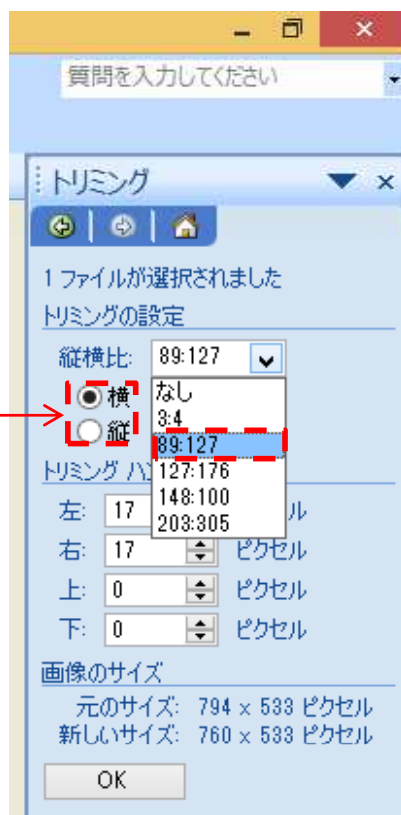 質問を入力してください
トリミング
1 ファイルが選択されました
トリミングの設定
縦横比: 89:127
横
縦
なし
3:4
89:127
127:176
148:100
203:305
トリミング ハン
左: 17 ル
右: 17 ピクセル
上: 0 ピクセル
下: 0 ピクセル
画像のサイズ
元のサイズ: 794 × 533 ピクセル
新しいサイズ: 760 × 533 ピクセル
OK